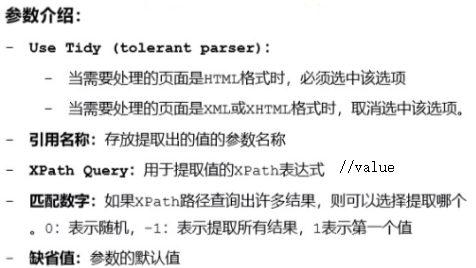 参数介绍:
- Use Tidy (tolerant parser):
- 当需要处理的页面是HTML格式时,必须选中该选项
- 当需要处理的页面是XML或XHTML格式时,取消选中该选项。
- 引用名称:存放提取出的值的参数名称
- XPath Query:用于提取值的XPath表达式 //value
- 匹配数字:如果XPath路径查询出许多结果,则可以选择提取哪个
。0:表示随机,-1:表示提取所有结果,1表示第一个值
- 缺省值:参数的默认值